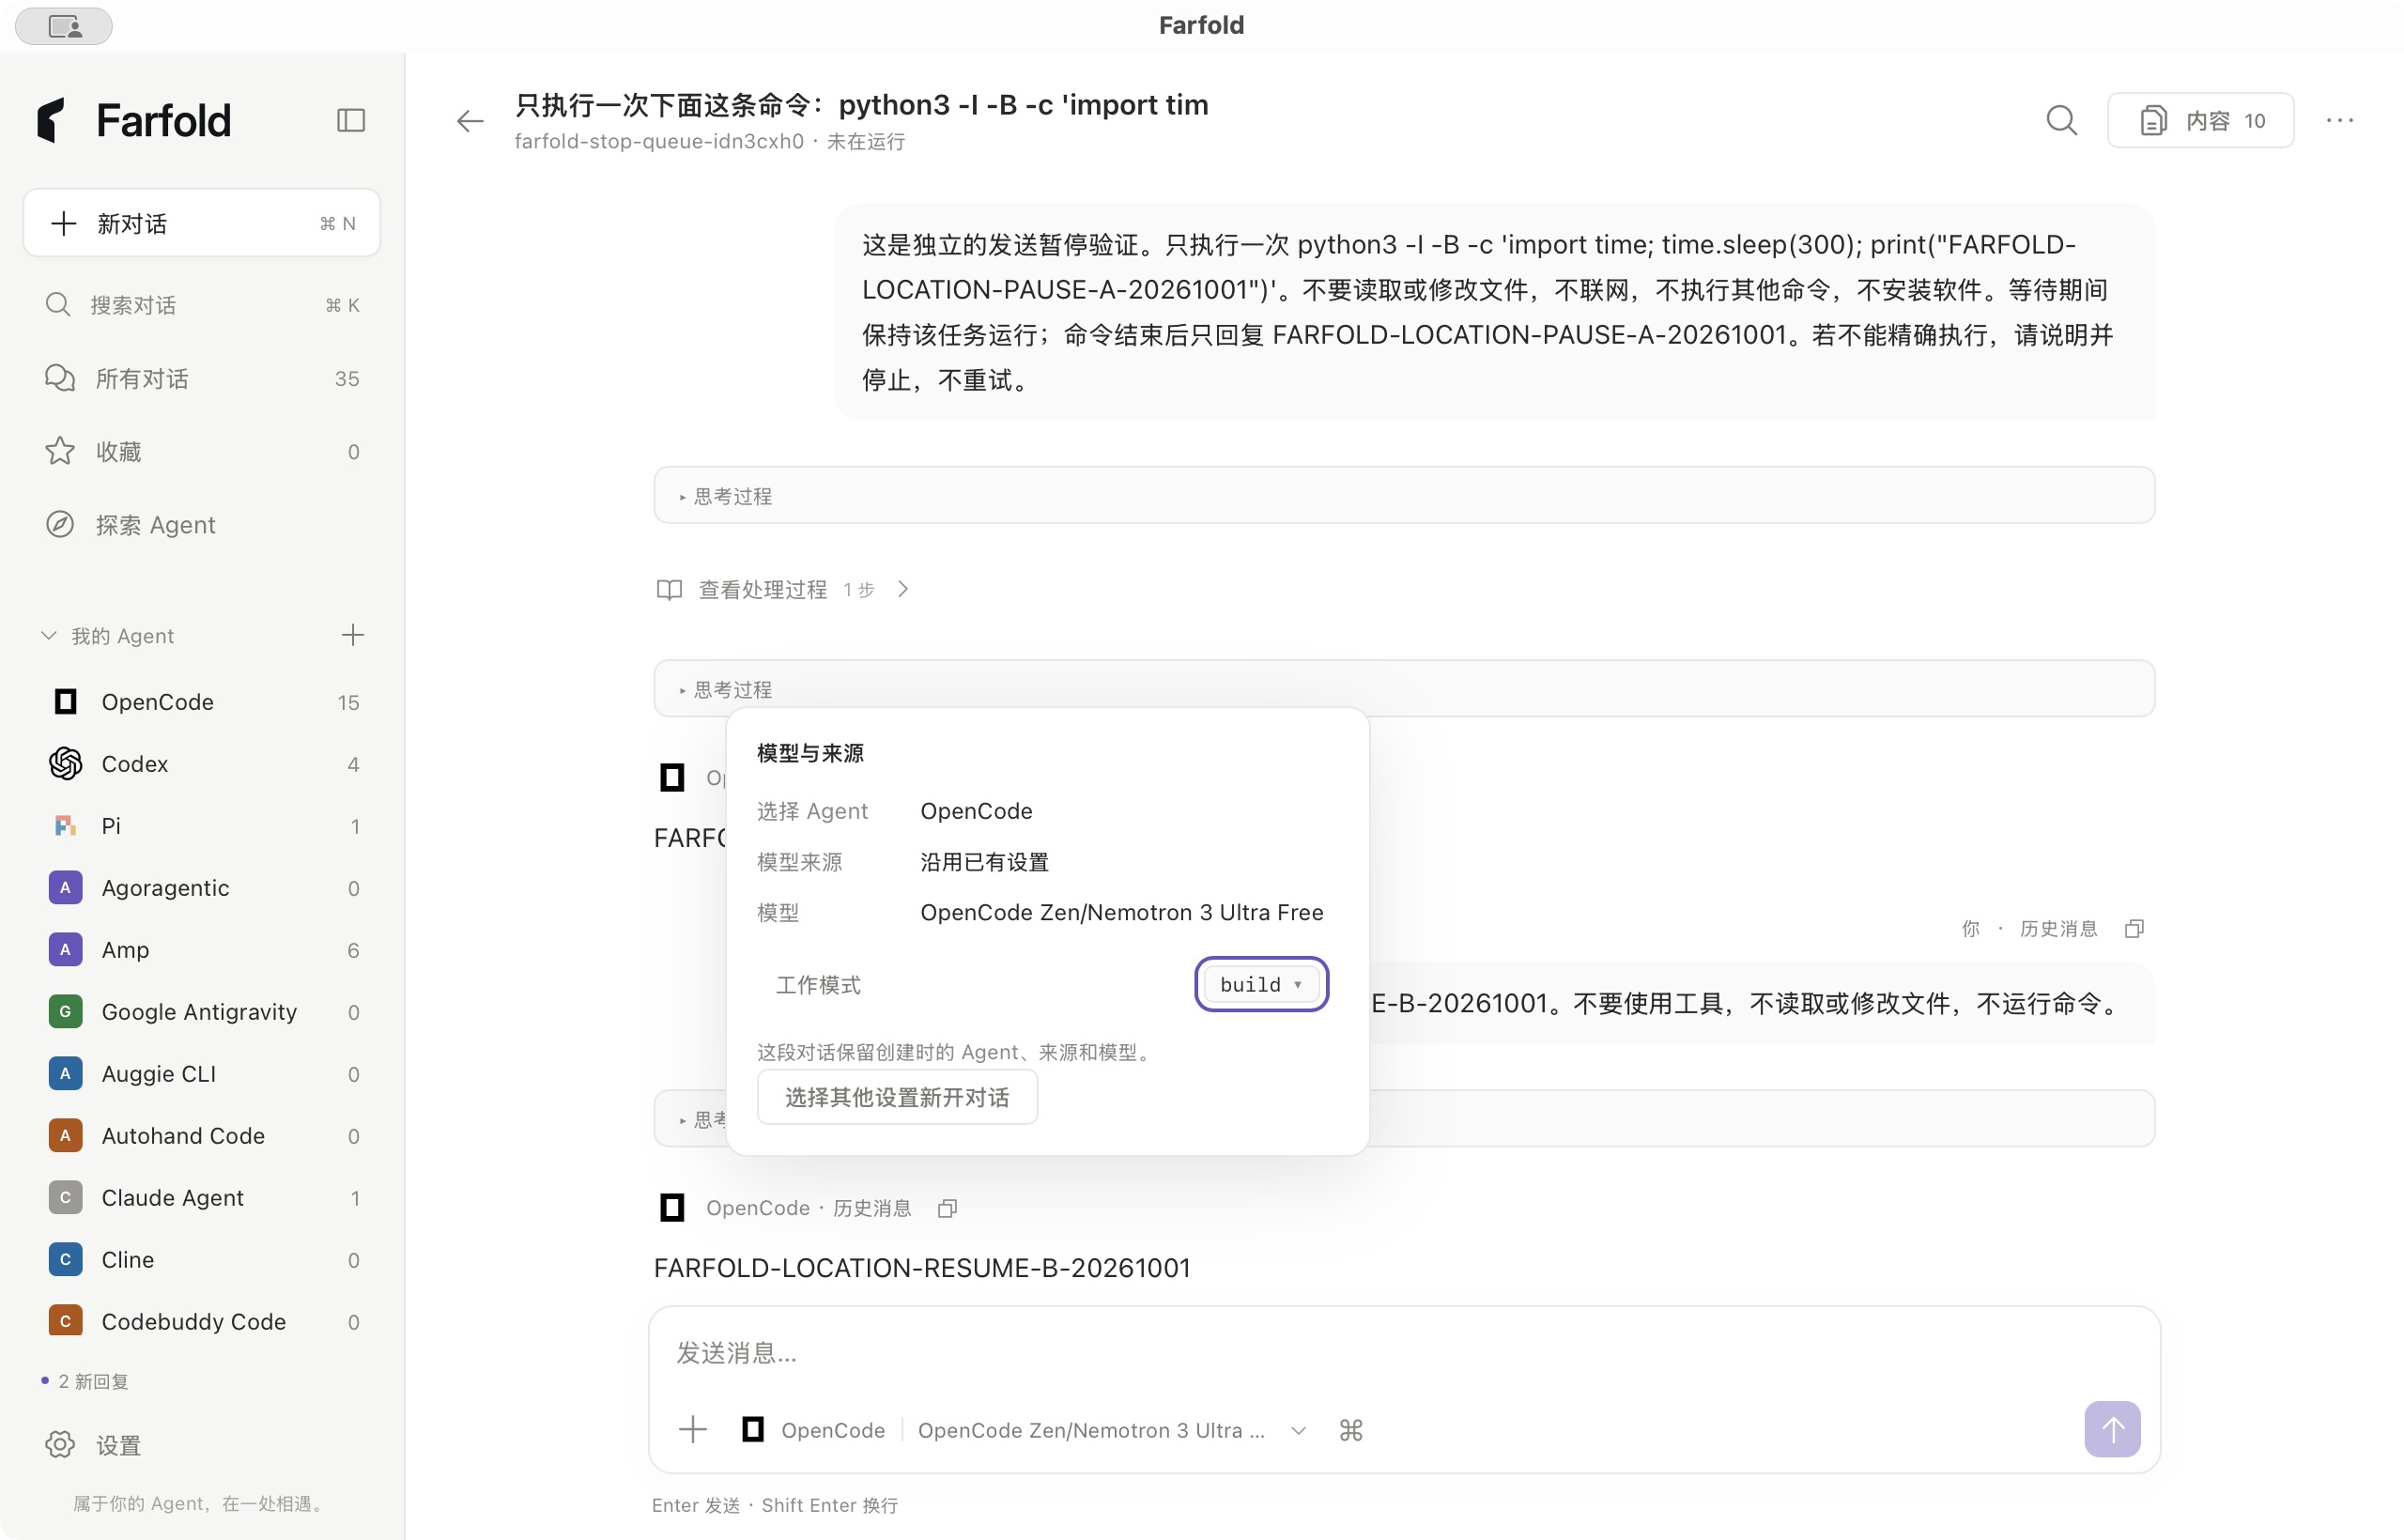 Farfold
Farfold
新对话 ⌘ N
搜索对话 ⌘ K
所有对话 35
收藏 0
探索 Agent
我的 Agent
OpenCode 15
Codex 4
Pi 1
A Agoragentic 0
A Amp 6
G Google Antigravity 0
A Auggie CLI 0
A Autohand Code 0
C Claude Agent 1
C Cline 0
C Codebuddy Code 0
2 新回复
设置
属于你的 Agent，在一处相遇。
只执行一次下面这条命令：python3 -I -B -c 'import tim
farfold-stop-queue-idn3cxh0 · 未在运行
内容 10
这是独立的发送暂停验证。只执行一次 python3 -I -B -c 'import time; time.sleep(300); print("FARFOLD-
LOCATION-PAUSE-A-20261001")'。不要读取或修改文件，不联网，不执行其他命令，不安装软件。等待期间
保持该任务运行；命令结束后只回复 FARFOLD-LOCATION-PAUSE-A-20261001。若不能精确执行，请说明并
停止，不重试。
思考过程
查看处理过程 1 步
思考过程
模型与来源
选择 Agent OpenCode
模型来源 沿用已有设置
模型 OpenCode Zen/Nemotron 3 Ultra Free
工作模式 build
这段对话保留创建时的 Agent、来源和模型。
选择其他设置新开对话
你 · 历史消息
E-B-20261001。不要使用工具，不读取或修改文件，不运行命令。
OpenCode · 历史消息
FARFOLD-LOCATION-RESUME-B-20261001
发送消息...
OpenCode OpenCode Zen/Nemotron 3 Ultra ... ⌘
Enter 发送 · Shift Enter 换行